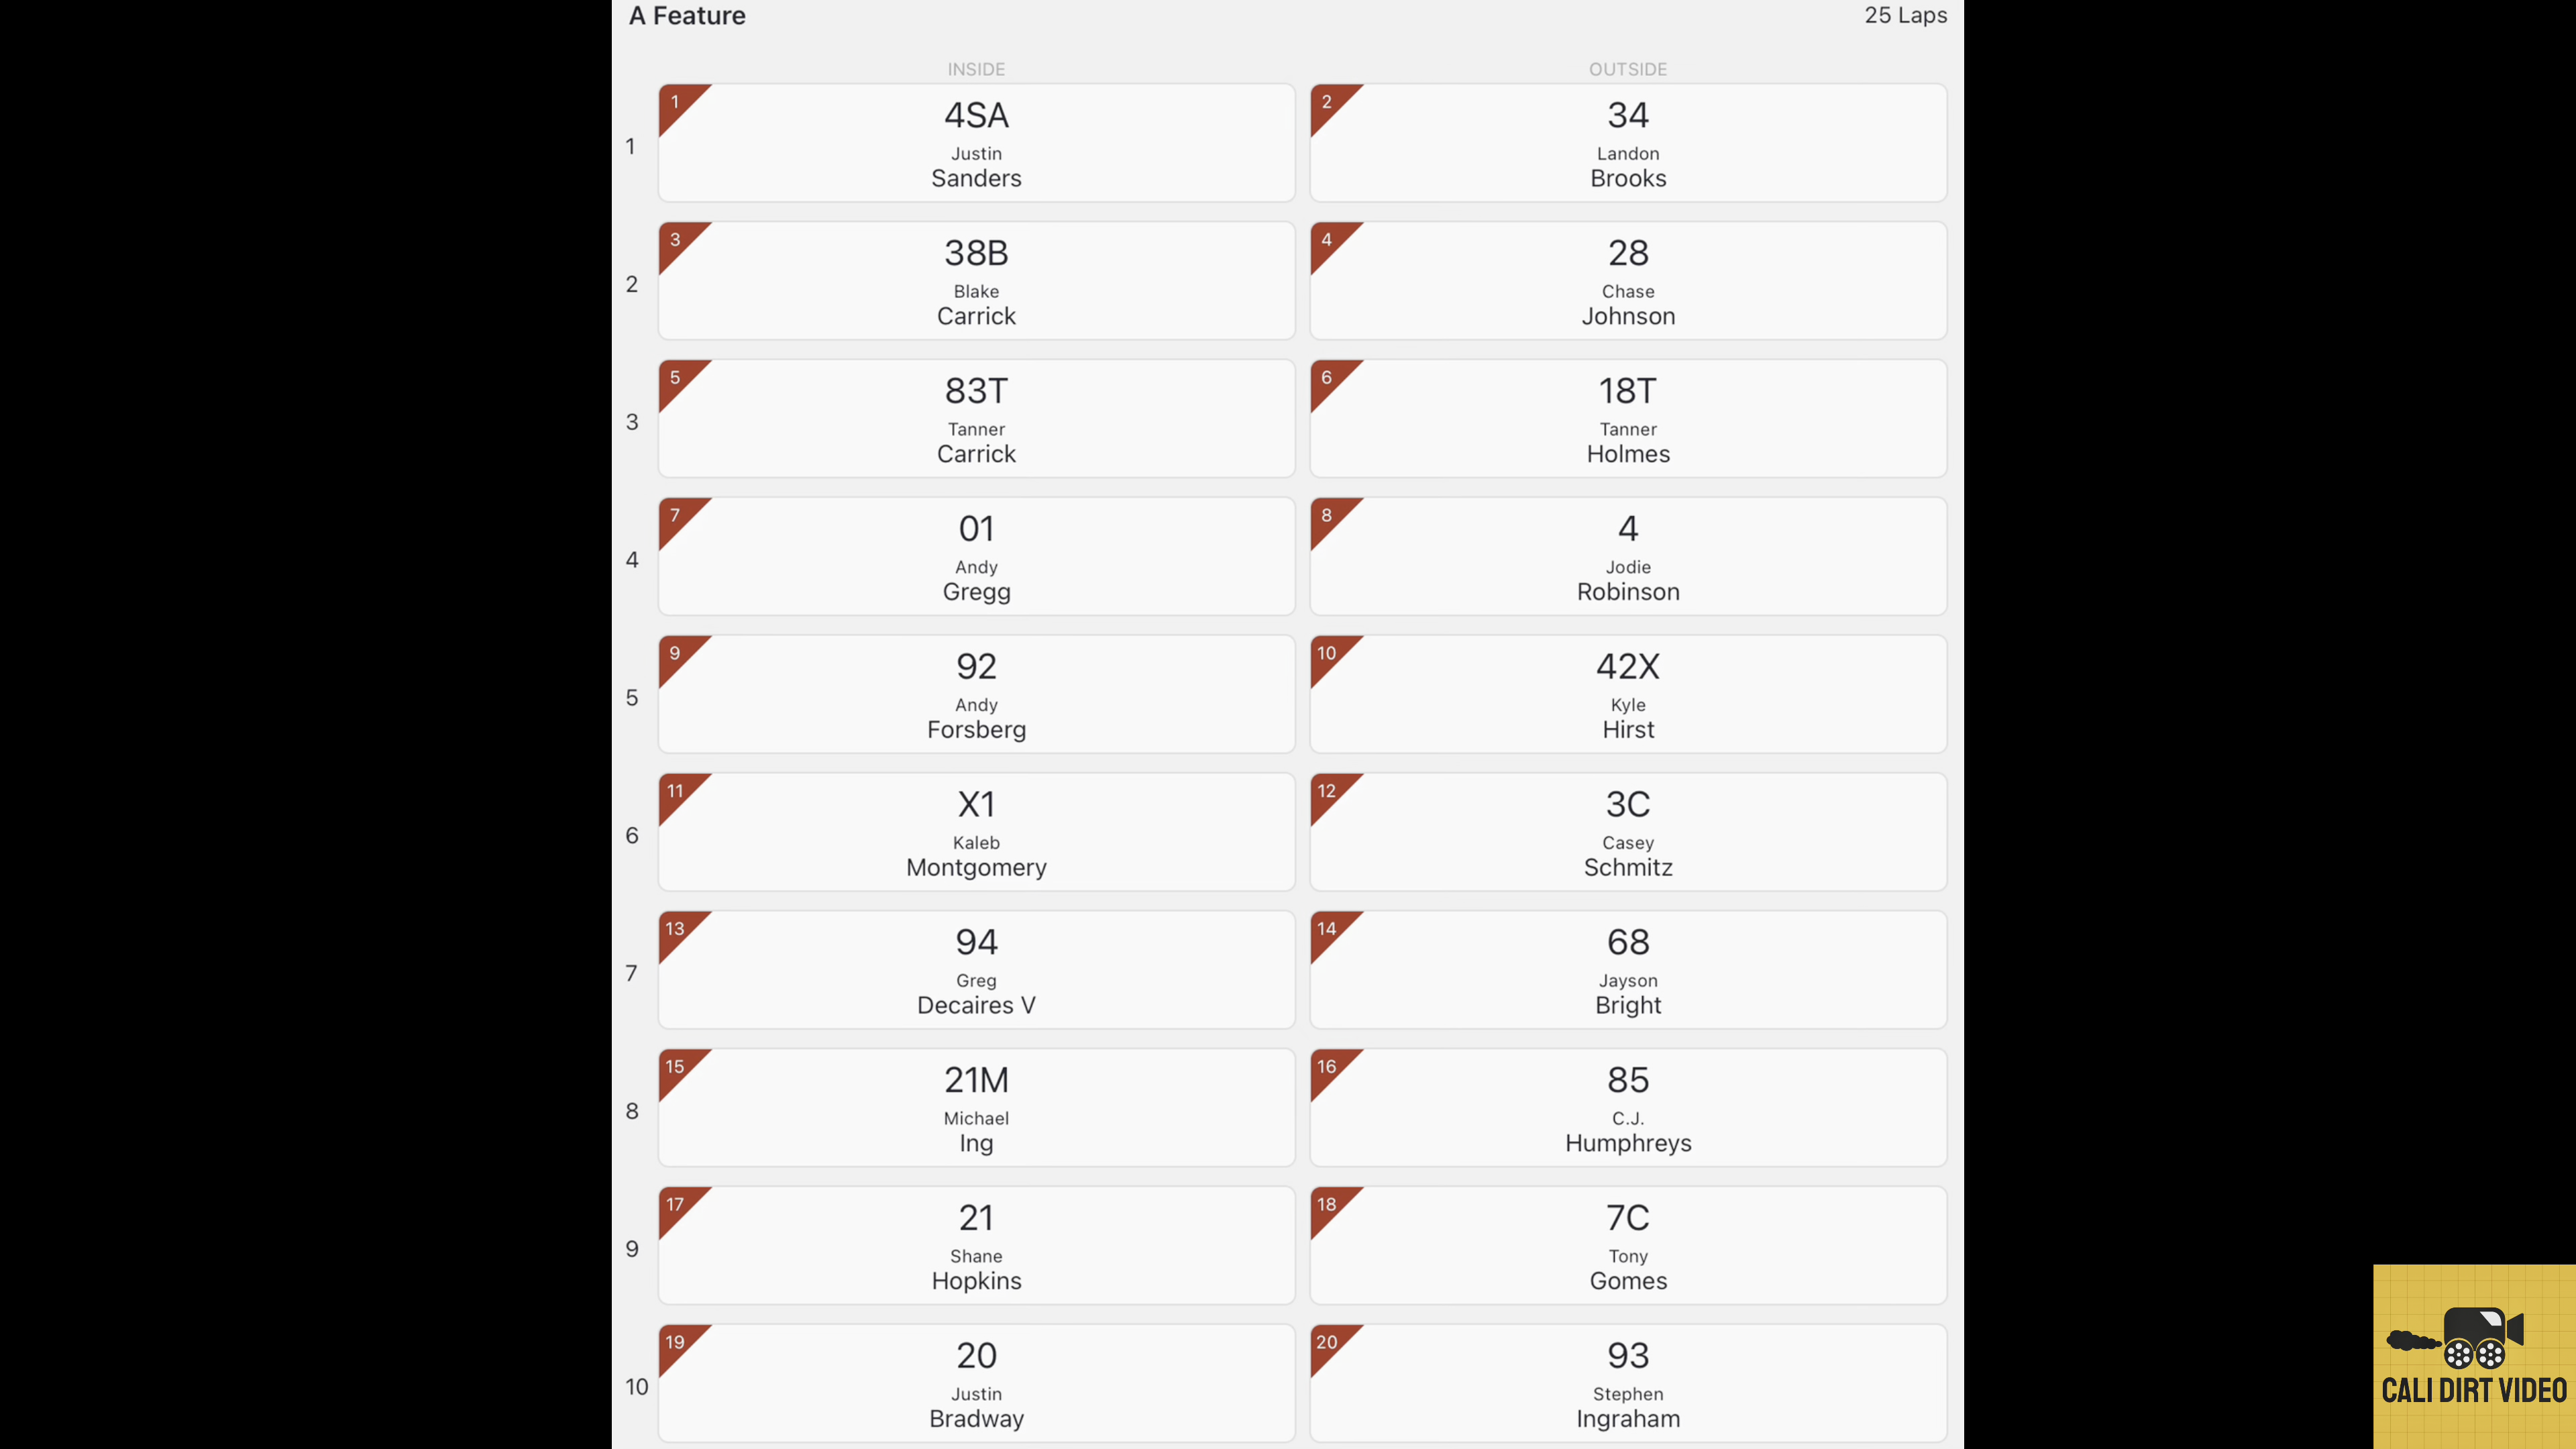 A Feature
25 Laps
INSIDE
OUTSIDE
1
1
4SA
Justin
Sanders
2
34
Landon
Brooks
2
3
38B
Blake
Carrick
4
28
Chase
Johnson
3
5
83T
Tanner
Carrick
6
18T
Tanner
Holmes
4
7
01
Andy
Gregg
8
4
Jodie
Robinson
5
9
92
Andy
Forsberg
10
42X
Kyle
Hirst
6
11
X1
Kaleb
Montgomery
12
3C
Casey
Schmitz
7
13
94
Greg
Decaires V
14
68
Jayson
Bright
8
15
21M
Michael
Ing
16
85
C.J.
Humphreys
9
17
21
Shane
Hopkins
18
7C
Tony
Gomes
10
19
20
Justin
Bradway
20
93
Stephen
Ingraham
CALI DIRT VIDEO